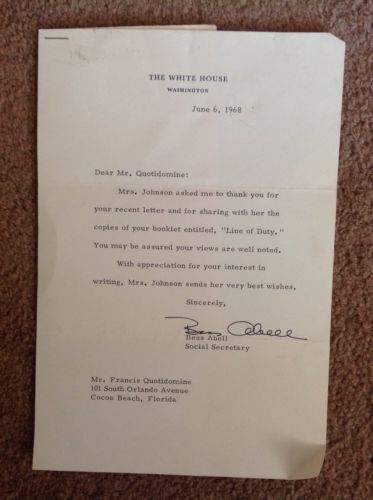 THE WHITE HOUSE
WASHINGTON
June 6, 1968
Dear Mr. Quotidomine:
Mrs. Johnson asked me to thank you for
your recent letter and for sharing with her the
copies of your booklet entitled, "Line of Duty."
You may be assured your views are well noted.
With appreciation for your interest in
writing, Mrs. Johnson sends her very best wishes.
Sincerely,
Bess Abell
Bess Abell
Social Secretary
Mr. Francis Quotidomine
101 South Orlando Avenue
Cocoa Beach, Florida